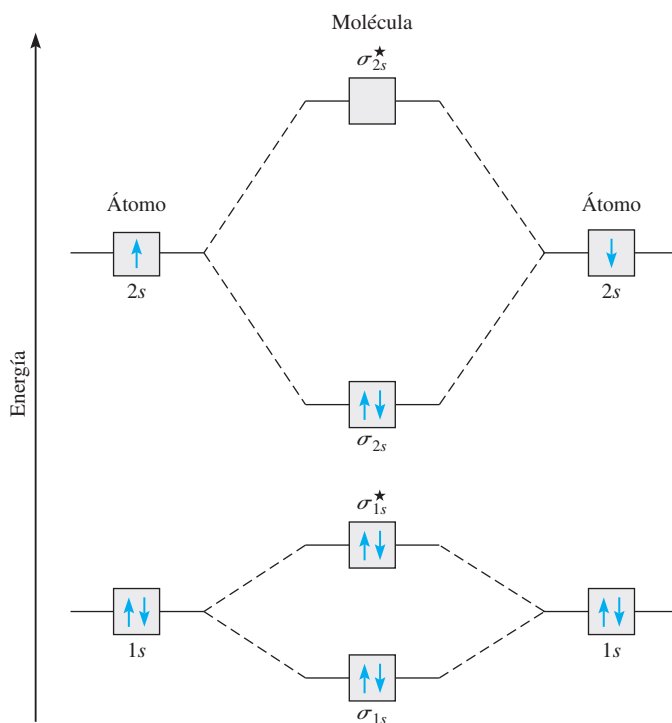 Molécula
σ★2s
Átomo Átomo
2s 2s
Energía
σ2s
σ★1s
1s 1s
σ1s